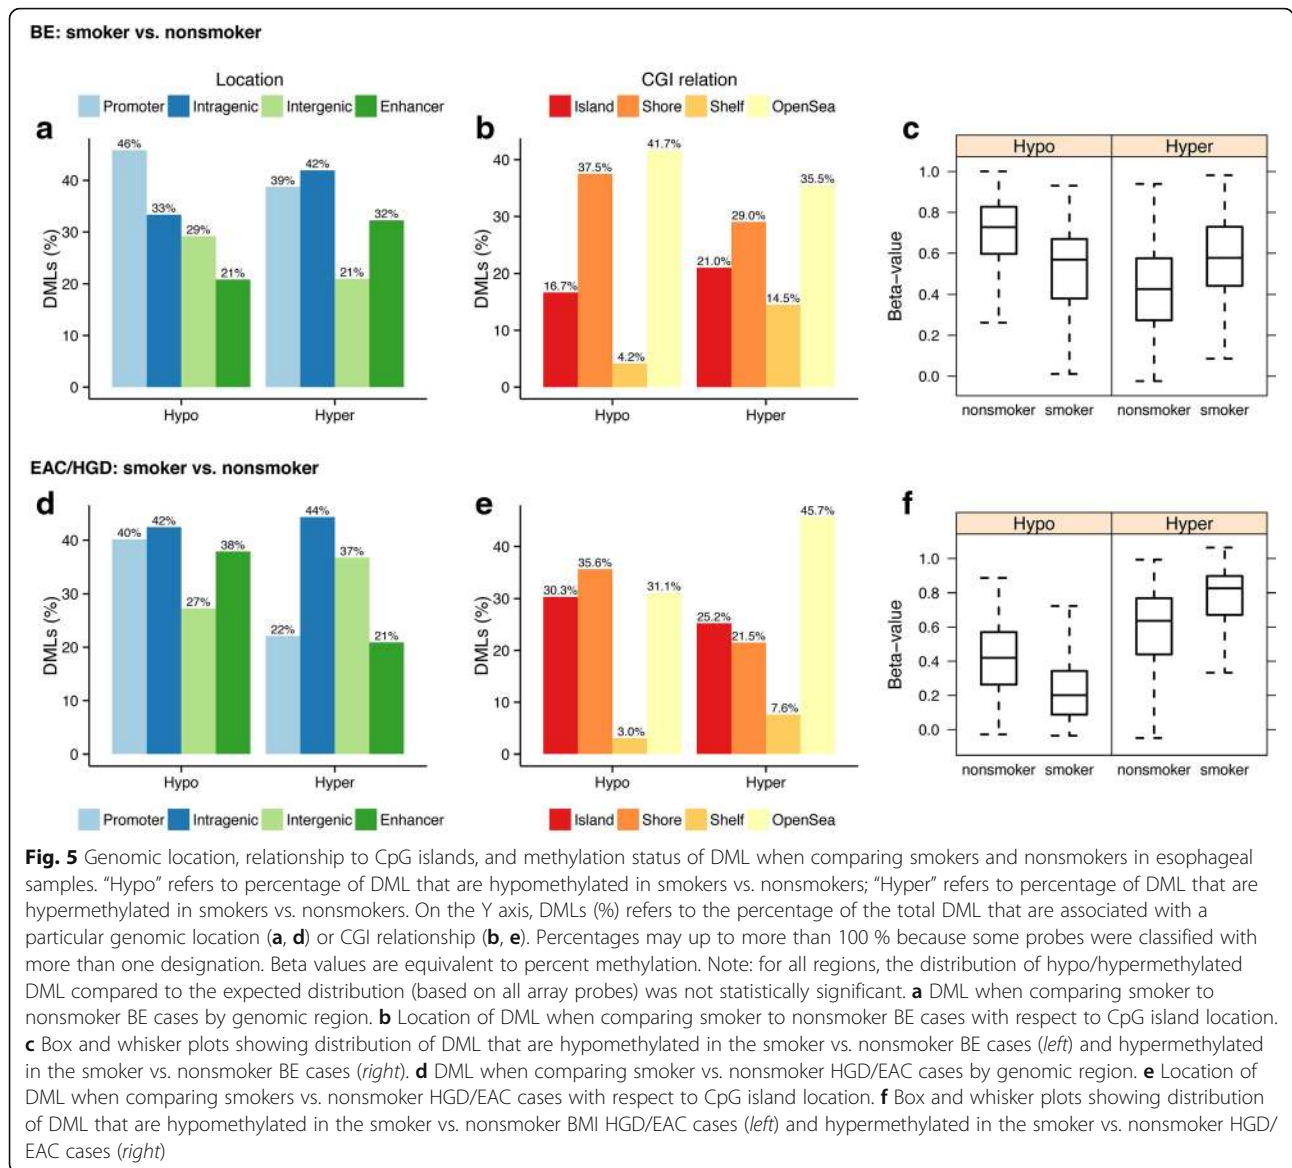 BE: smoker vs. nonsmoker
Location
Promoter Intragenic Intergenic Enhancer
CGI relation
Island Shore Shelf OpenSea
a
DMLs (%)
40
30
20
10
0
46%
33%
29%
21%
39%
42%
21%
32%
Hypo Hyper
b
DMLs (%)
40
30
20
10
0
16.7%
37.5%
4.2%
41.7%
21.0%
29.0%
14.5%
35.5%
Hypo Hyper
c
Hypo Hyper
Beta-value
1.0
0.8
0.6
0.4
0.2
0.0
nonsmoker smoker nonsmoker smoker
EAC/HGD: smoker vs. nonsmoker
d
DMLs (%)
40
30
20
10
0
40%
42%
27%
38%
22%
44%
37%
21%
Hypo Hyper
Promoter Intragenic Intergenic Enhancer
e
DMLs (%)
40
30
20
10
0
30.3%
35.6%
3.0%
31.1%
25.2%
21.5%
7.6%
45.7%
Hypo Hyper
Island Shore Shelf OpenSea
f
Hypo Hyper
Beta-value
1.0
0.8
0.6
0.4
0.2
0.0
nonsmoker smoker nonsmoker smoker
Fig. 5 Genomic location, relationship to CpG islands, and methylation status of DML when comparing smokers and nonsmokers in esophageal
samples. “Hypo” refers to percentage of DML that are hypomethylated in smokers vs. nonsmokers; “Hyper” refers to percentage of DML that are
hypermethylated in smokers vs. nonsmokers. On the Y axis, DMLs (%) refers to the percentage of the total DML that are associated with a
particular genomic location (a, d) or CGI relationship (b, e). Percentages may up to more than 100 % because some probes were classified with
more than one designation. Beta values are equivalent to percent methylation. Note: for all regions, the distribution of hypo/hypermethylated
DML compared to the expected distribution (based on all array probes) was not statistically significant. a DML when comparing smoker to
nonsmoker BE cases by genomic region. b Location of DML when comparing smoker to nonsmoker BE cases with respect to CpG island location.
c Box and whisker plots showing distribution of DML that are hypomethylated in the smoker vs. nonsmoker BE cases (left) and hypermethylated
in the smoker vs. nonsmoker BE cases (right). d DML when comparing smoker vs. nonsmoker HGD/EAC cases by genomic region. e Location of
DML when comparing smokers vs. nonsmoker HGD/EAC cases with respect to CpG island location. f Box and whisker plots showing distribution
of DML that are hypomethylated in the smoker vs. nonsmoker BMI HGD/EAC cases (left) and hypermethylated in the smoker vs. nonsmoker HGD/
EAC cases (right)